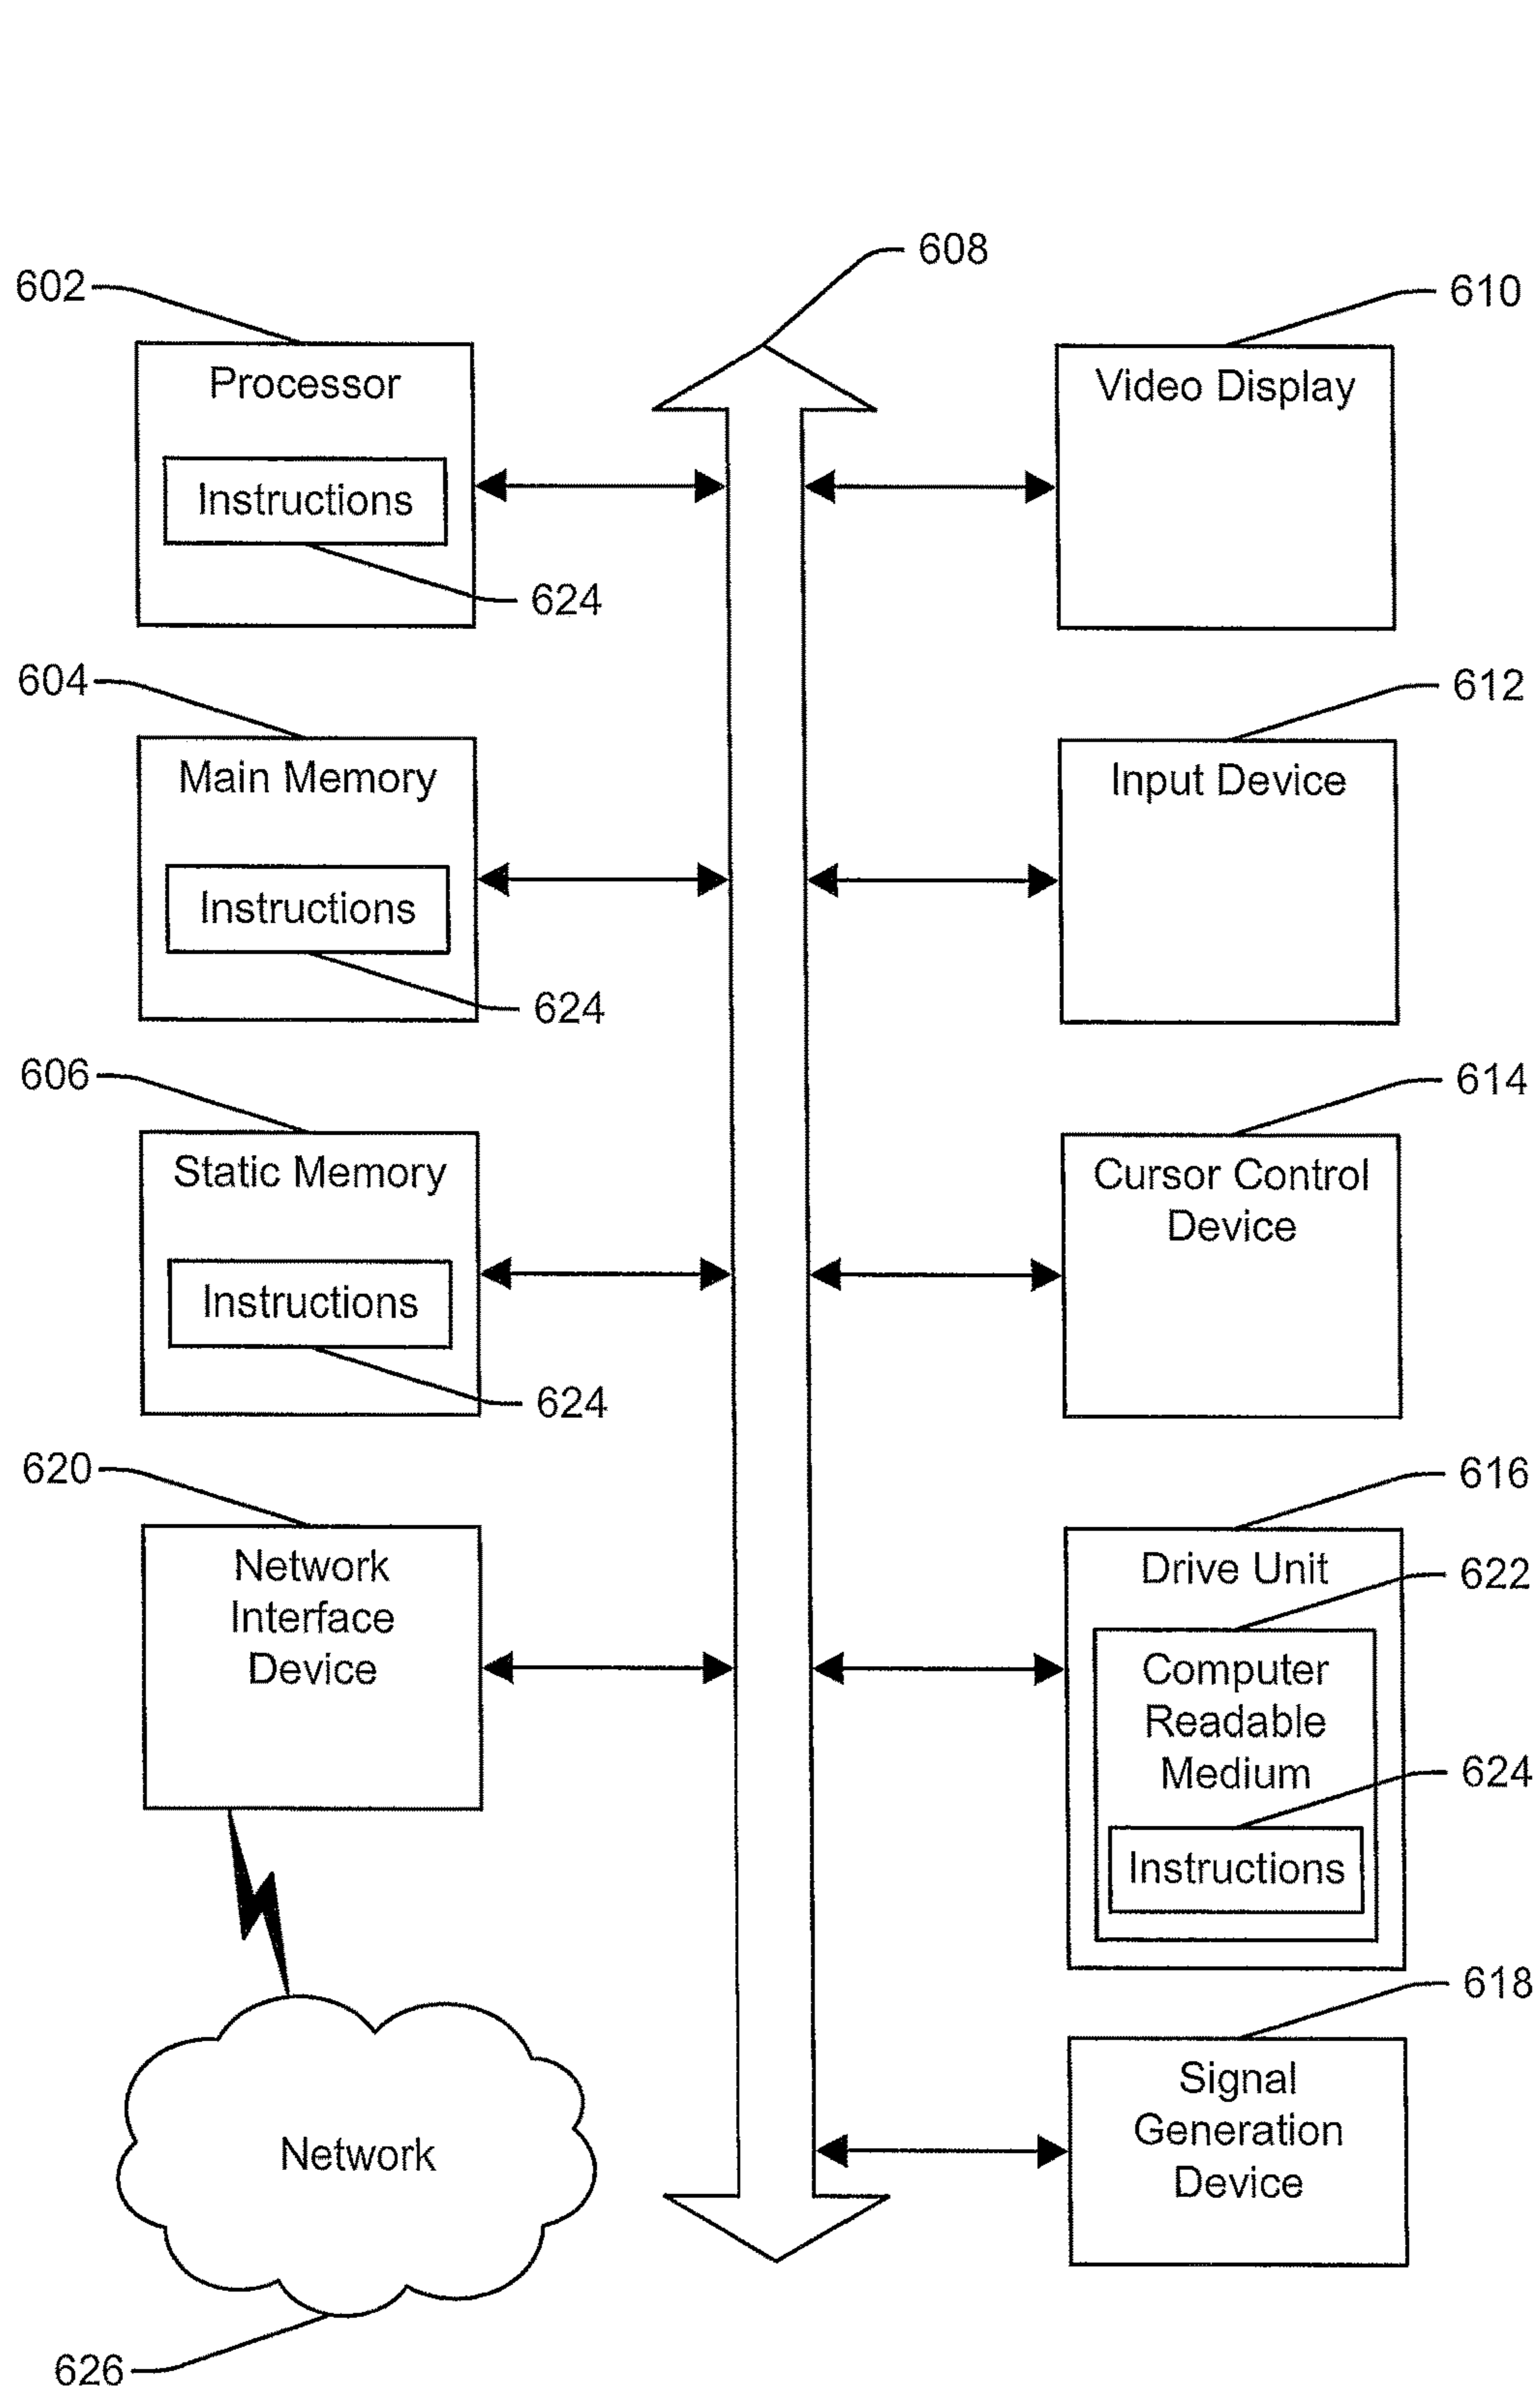 608
602
610
Processor
Video Display
Instructions
624
604
612
Main Memory
Input Device
Instructions
624
606
614
Static Memory
Cursor Control
Device
Instructions
624
620
616
Network
Interface
Device
Drive Unit
622
Computer
Readable
Medium
624
Instructions
618
Signal
Generation
Device
Network
626